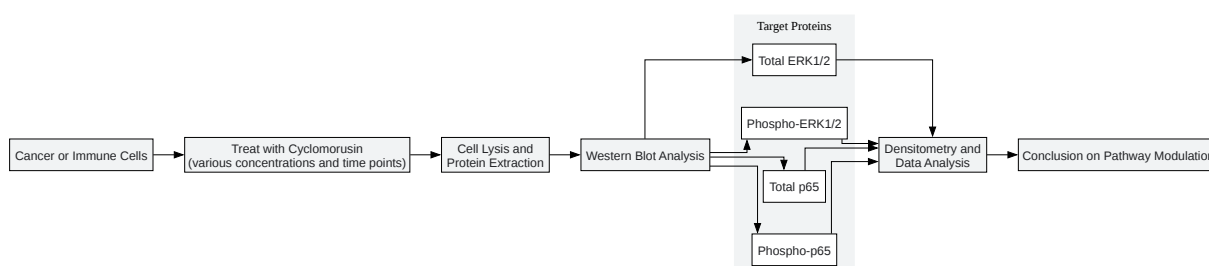 Target Proteins
Total ERK1/2
Phospho-ERK1/2
Cancer or Immune Cells
Treat with Cyclomorusin
(various concentrations and time points)
Cell Lysis and
Protein Extraction
Western Blot Analysis
Densitometry and
Data Analysis
Conclusion on Pathway Modulation
Total p65
Phospho-p65